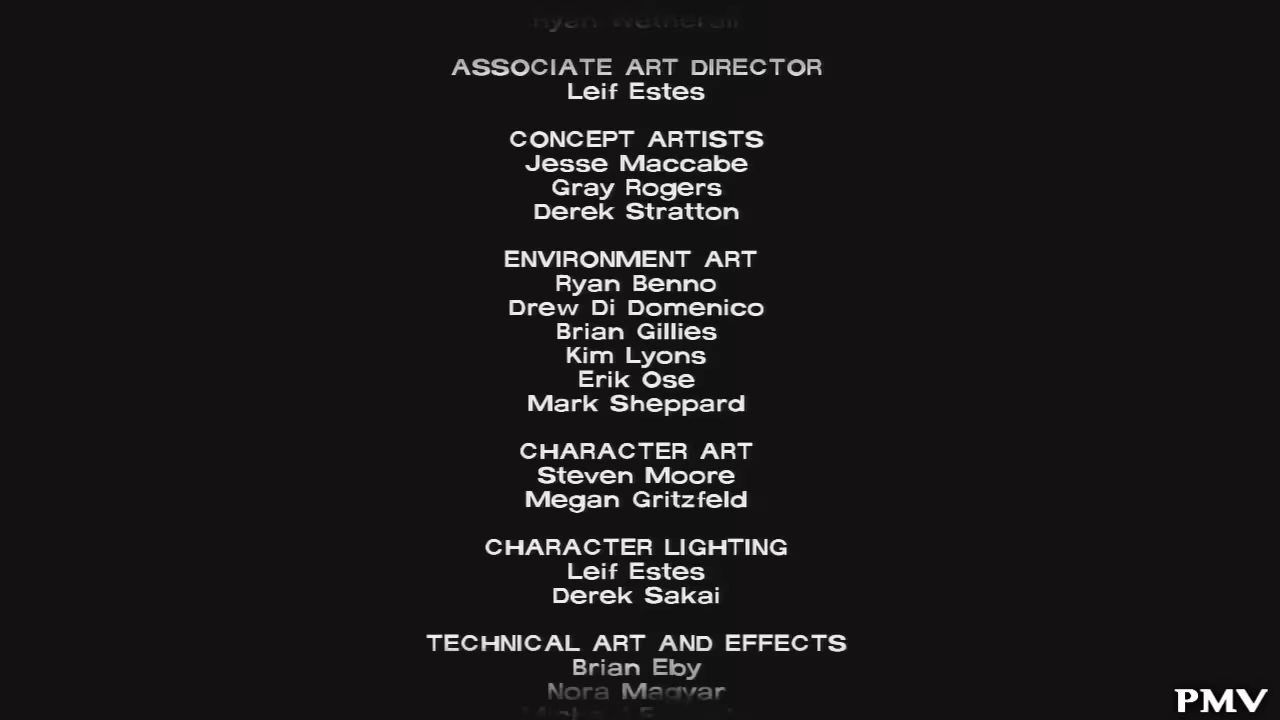 Ryan Wetherall
ASSOCIATE ART DIRECTOR
Leif Estes
CONCEPT ARTISTS
Jesse Maccabe
Gray Rogers
Derek Stratton
ENVIRONMENT ART
Ryan Benno
Drew Di Domenico
Brian Gillies
Kim Lyons
Erik Ose
Mark Sheppard
CHARACTER ART
Steven Moore
Megan Gritzfeld
CHARACTER LIGHTING
Leif Estes
Derek Sakai
TECHNICAL ART AND EFFECTS
Brian Eby
Nora Magyar
PMV